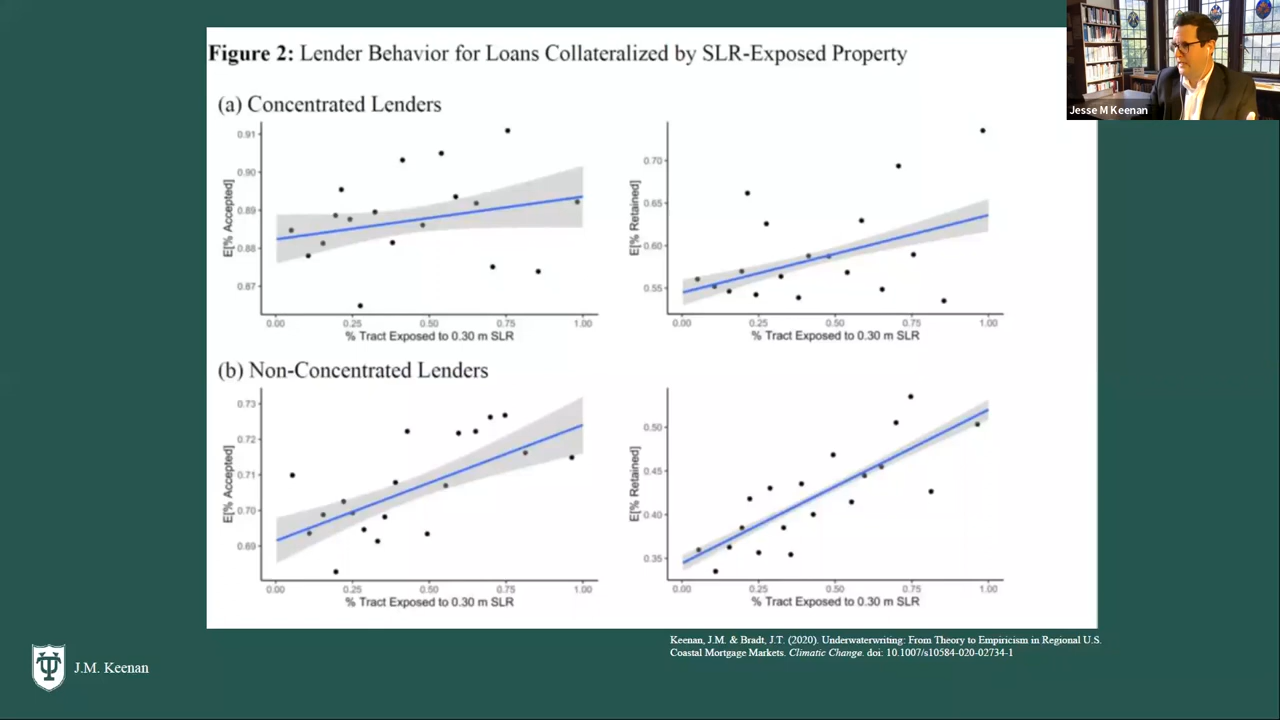 Jesse M Keenan
Figure 2: Lender Behavior for Loans Collateralized by SLR-Exposed Property
(a) Concentrated Lenders
0.91
0.90
0.89
0.88
0.87
E[% Accepted]
0.00 0.25 0.50 0.75 1.00
% Tract Exposed to 0.30 m SLR
0.70
0.65
0.60
0.55
E[% Retained]
0.00 0.25 0.50 0.75 1.00
% Tract Exposed to 0.30 m SLR
(b) Non-Concentrated Lenders
0.73
0.72
0.71
0.70
0.69
E[% Accepted]
0.00 0.25 0.50 0.75 1.00
% Tract Exposed to 0.30 m SLR
0.50
0.45
0.40
0.35
E[% Retained]
0.00 0.25 0.50 0.75 1.00
% Tract Exposed to 0.30 m SLR
Keenan, J.M. & Bradt, J.T. (2020). Underwaterwriting: From Theory to Empiricism in Regional U.S.
Coastal Mortgage Markets. Climatic Change. doi: 10.1007/s10584-020-02734-1
J.M. Keenan